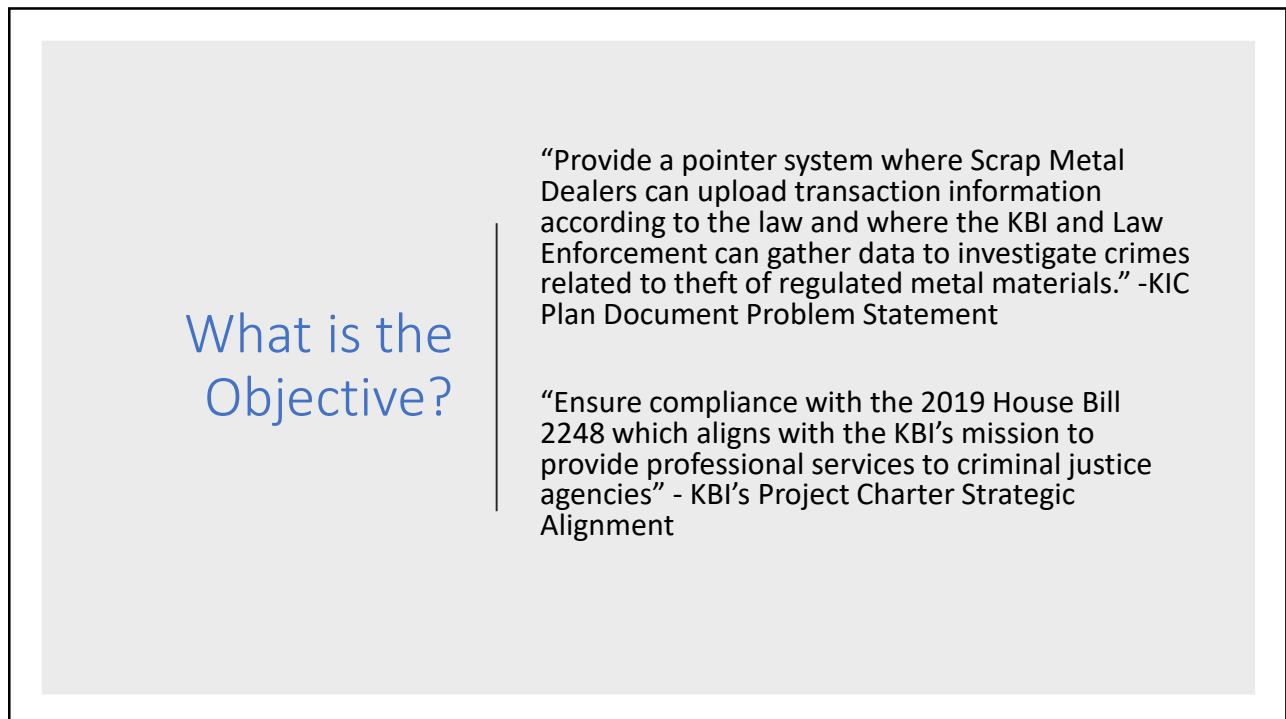 What is the
Objective?
“Provide a pointer system where Scrap Metal
Dealers can upload transaction information
according to the law and where the KBI and Law
Enforcement can gather data to investigate crimes
related to theft of regulated metal materials.” -KIC
Plan Document Problem Statement
“Ensure compliance with the 2019 House Bill
2248 which aligns with the KBI’s mission to
provide professional services to criminal justice
agencies” - KBI’s Project Charter Strategic
Alignment